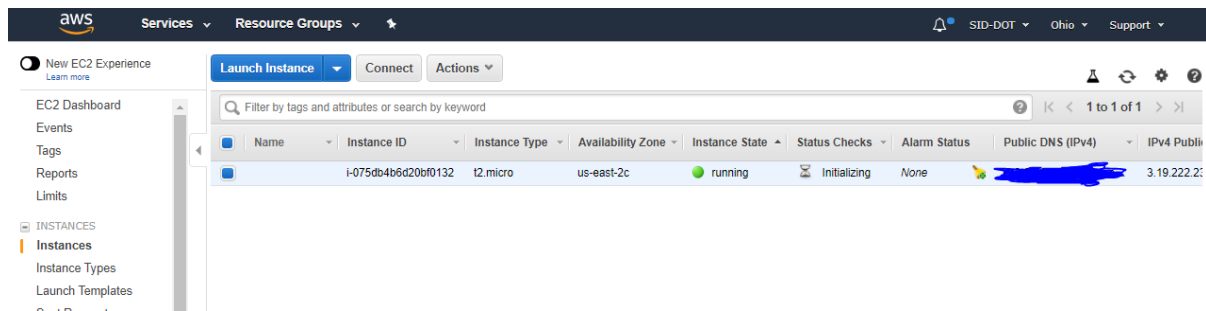 aws Services Resource Groups SID-DOT Ohio Support
New EC2 Experience
Learn more
Launch Instance Connect Actions
EC2 Dashboard
Events
Tags
Reports
Limits
INSTANCES
Instances
Instance Types
Launch Templates
Filter by tags and attributes or search by keyword 1 to 1 of 1
Name Instance ID Instance Type Availability Zone Instance State Status Checks Alarm Status Public DNS (IPv4) IPv4 Publi
i-075db4b6d20bf0132 t2.micro us-east-2c running Initializing None 3.19.222.23